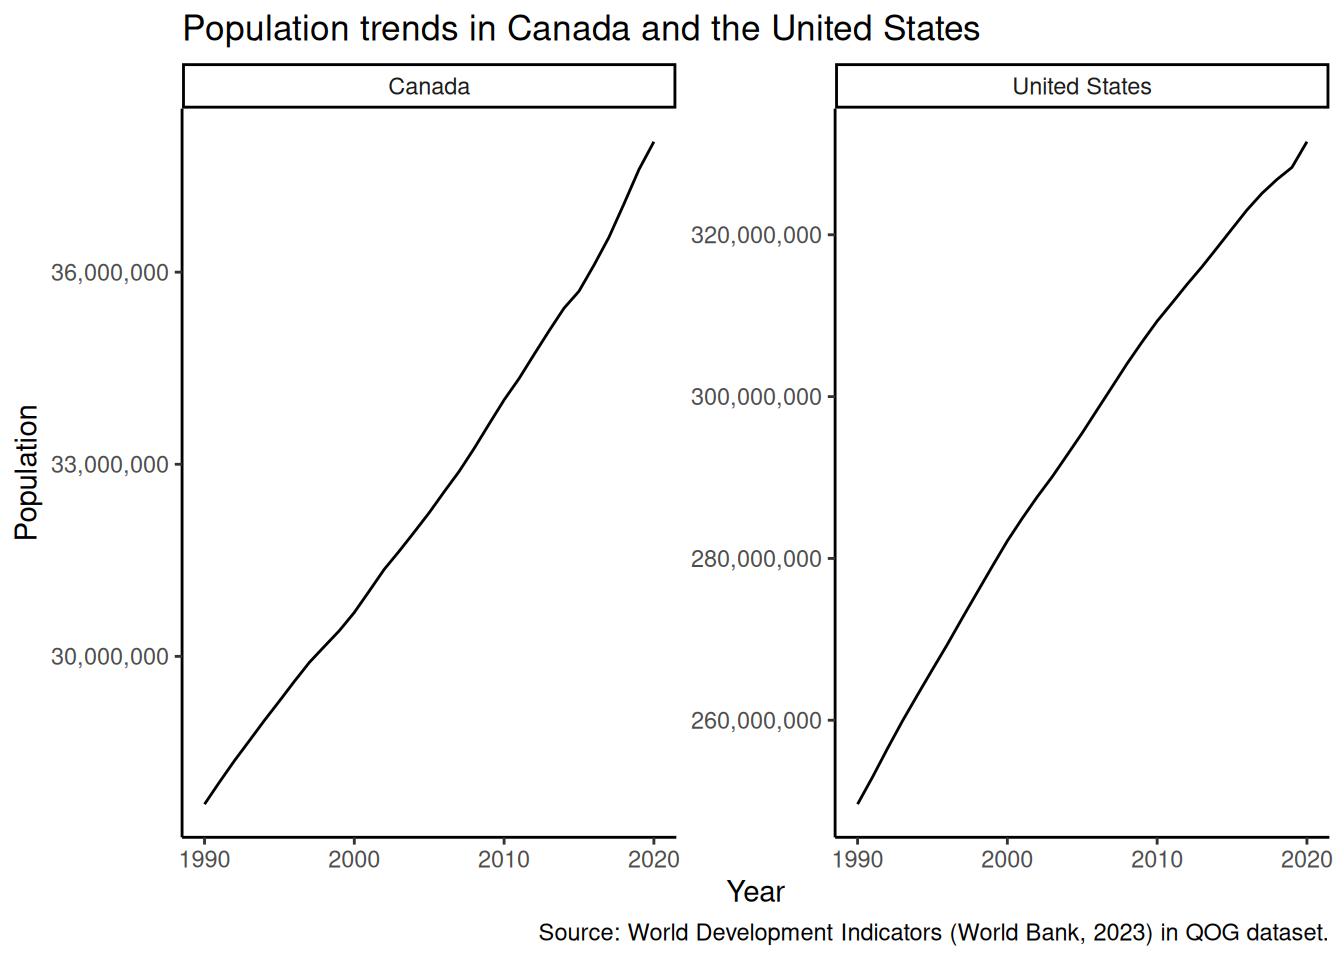 Population trends in Canada and the United States
Canada
United States
Population
36,000,000
33,000,000
30,000,000
320,000,000
300,000,000
280,000,000
260,000,000
1990 2000 2010 2020
1990 2000 2010 2020
Year
Source: World Development Indicators (World Bank, 2023) in QOG dataset.